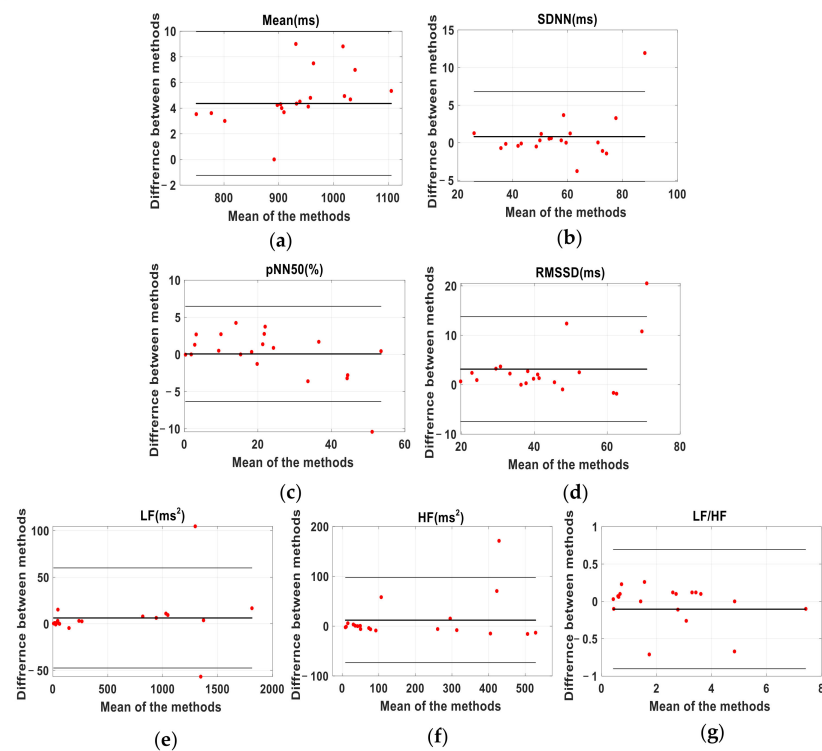 Mean(ms)
Diffrernce between methods
10
8
6
4
2
0
−2
800
900
1000
1100
Mean of the methods
(a)
SDNN(ms)
Diffrernce between methods
15
10
5
0
−5
20
40
60
80
100
Mean of the methods
(b)
pNN50(%)
Diffrernce between methods
10
5
0
−5
−10
0
20
40
60
Mean of the methods
(c)
RMSSD(ms)
Diffrernce between methods
20
10
0
−10
20
40
60
80
Mean of the methods
(d)
LF(ms²)
Diffrernce between methods
100
50
0
−50
0
500
1000
1500
2000
Mean of the methods
(e)
HF(ms²)
Diffrernce between methods
200
100
0
−100
0
100
200
300
400
500
Mean of the methods
(f)
LF/HF
Diffrernce between methods
1
0.5
0
−0.5
−1
0
2
4
6
8
Mean of the methods
(g)